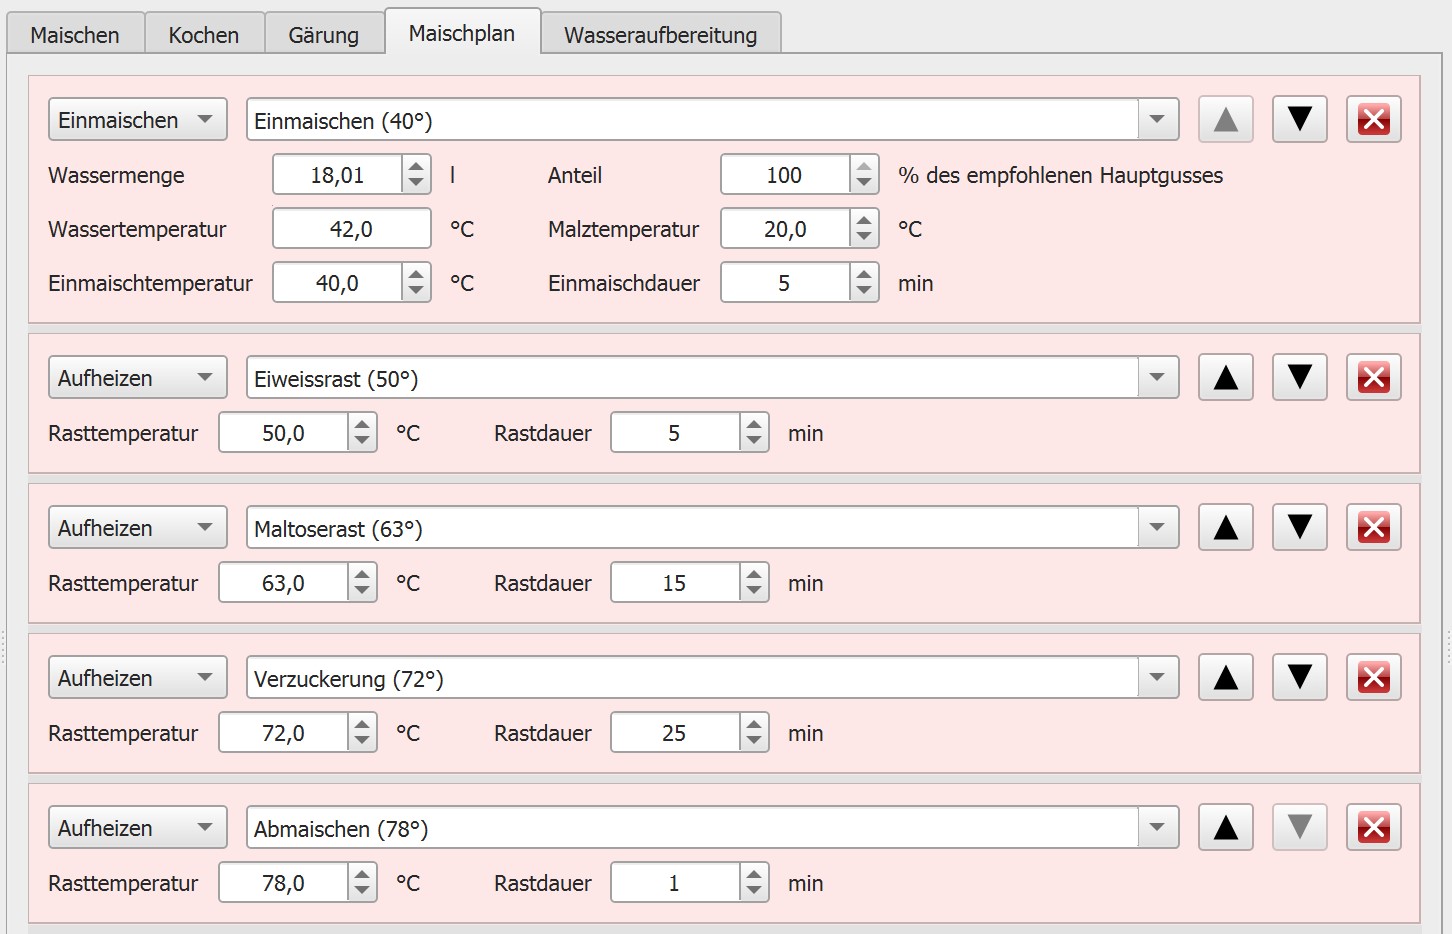 Maischen Kochen Gärung Maischplan Wasseraufbereitung
Einmaischen Einmaischen (40°)
Wassermenge 18,01 l Anteil 100 % des empfohlenen Hauptgusses
Wassertemperatur 42,0 °C Malztemperatur 20,0 °C
Einmaischtemperatur 40,0 °C Einmaischdauer 5 min
Aufheizen Eiweissrast (50°)
Rasttemperatur 50,0 °C Rastdauer 5 min
Aufheizen Maltoserast (63°)
Rasttemperatur 63,0 °C Rastdauer 15 min
Aufheizen Verzuckerung (72°)
Rasttemperatur 72,0 °C Rastdauer 25 min
Aufheizen Abmaischen (78°)
Rasttemperatur 78,0 °C Rastdauer 1 min